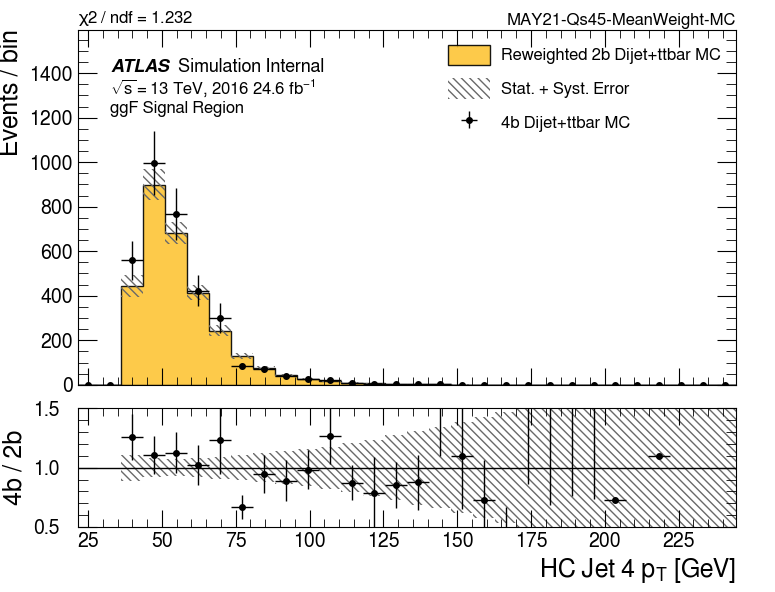 χ2 / ndf = 1.232
MAY21-Qs45-MeanWeight-MC
Events / bin
ATLAS Simulation Internal
√s = 13 TeV, 2016 24.6 fb⁻¹
ggF Signal Region
Reweighted 2b Dijet+ttbar MC
Stat. + Syst. Error
4b Dijet+ttbar MC
1400
1200
1000
800
600
400
200
0
4b / 2b
1.5
1.0
0.5
25 50 75 100 125 150 175 200 225
HC Jet 4 pT [GeV]